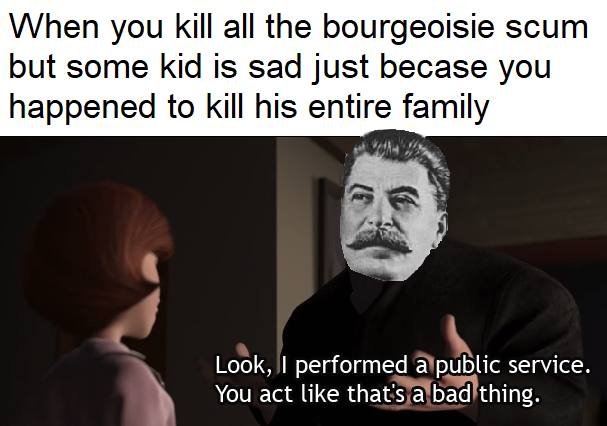 When you kill all the bourgeoisie scum
but some kid is sad just becase you
happened to kill his entire family
Look, I performed a public service.
You act like that's a bad thing.